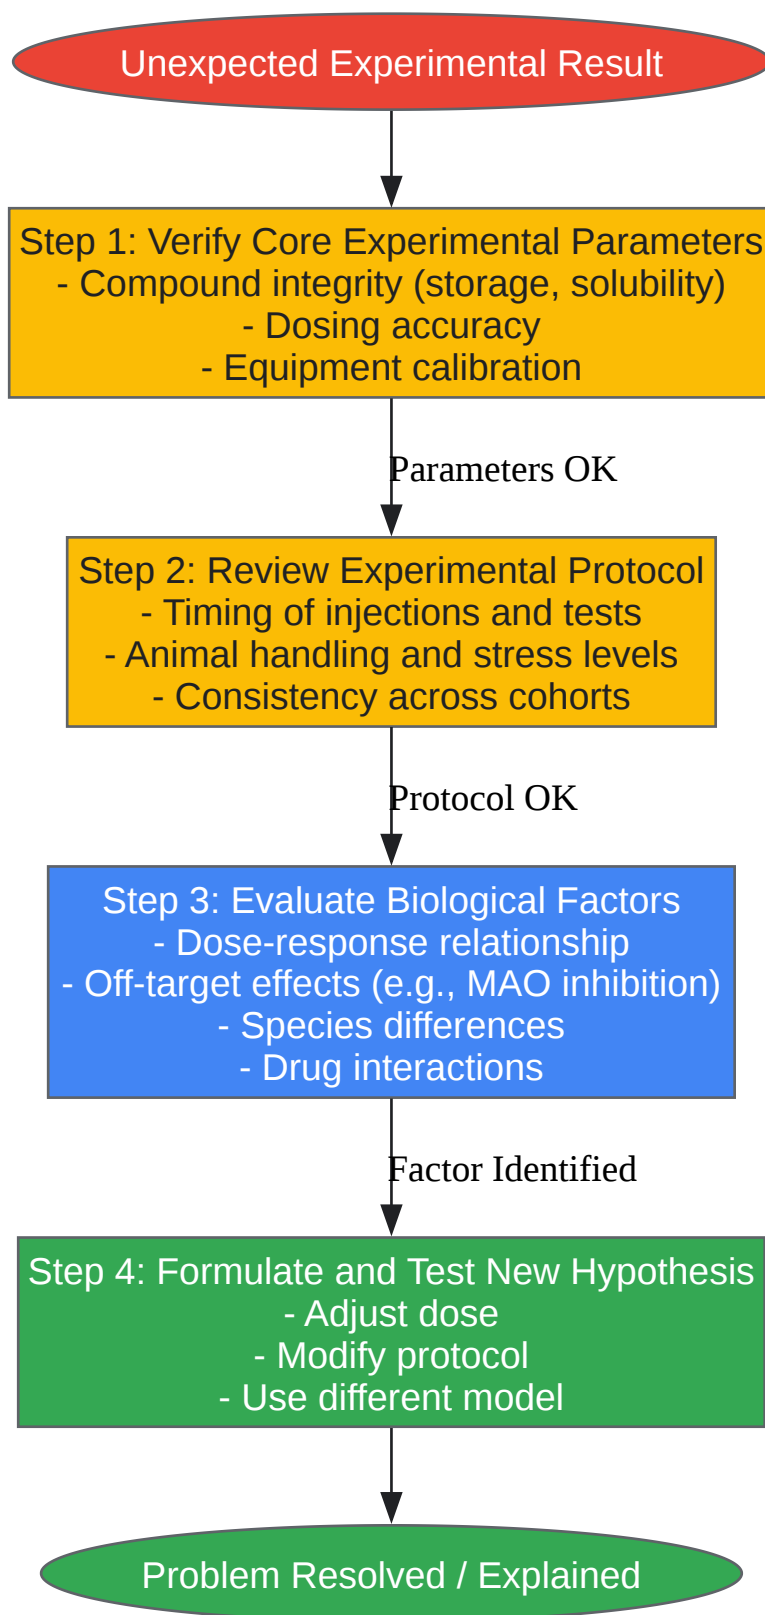 Unexpected Experimental Result
Step 1: Verify Core Experimental Parameters
- Compound integrity (storage, solubility)
- Dosing accuracy
- Equipment calibration
Parameters OK
Step 2: Review Experimental Protocol
- Timing of injections and tests
- Animal handling and stress levels
- Consistency across cohorts
Protocol OK
Step 3: Evaluate Biological Factors
- Dose-response relationship
- Off-target effects (e.g., MAO inhibition)
- Species differences
- Drug interactions
Factor Identified
Step 4: Formulate and Test New Hypothesis
- Adjust dose
- Modify protocol
- Use different model
Problem Resolved / Explained